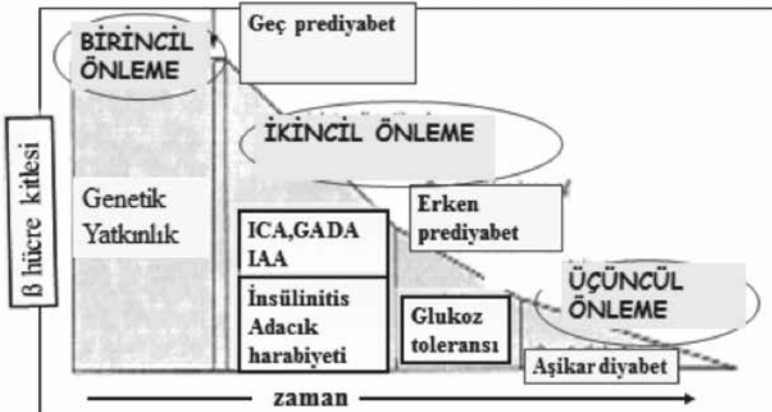 BİRİNCİL
ÖNLEME
Geç prediyabet
İKİNCİL ÖNLEME
ß hücre kitlesi
Genetik
Yatkınlık
ICA,GADA
IAA
Erken
prediyabet
İnsülinitis
Adacık
harabiyeti
Glukoz
toleransı
ÜÇÜNCÜL
ÖNLEME
Aşikar diyabet
zaman